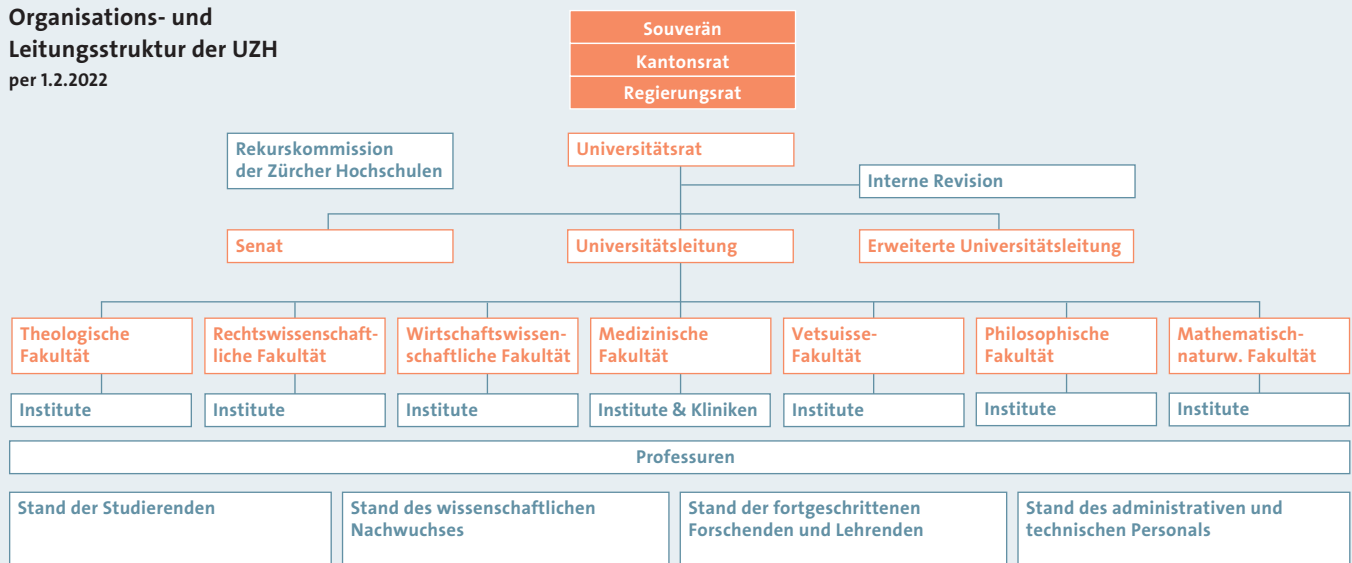 Organisations- und
Leitungsstruktur der UZH
per 1.2.2022
Souverän
Kantonsrat
Regierungsrat
Rekurskommission
der Zürcher Hochschulen
Universitätsrat
Interne Revision
Senat
Universitätsleitung
Erweiterte Universitätsleitung
Theologische
Fakultät
Rechtswissenschaft-
liche Fakultät
Wirtschaftswissen-
schaftliche Fakultät
Medizinische
Fakultät
Vetsuisse-
Fakultät
Philosophische
Fakultät
Mathematisch-
naturw. Fakultät
Institute
Institute
Institute
Institute & Kliniken
Institute
Institute
Institute
Professuren
Stand der Studierenden
Stand des wissenschaftlichen
Nachwuchses
Stand der fortgeschrittenen
Forschenden und Lehrenden
Stand des administrativen und
technischen Personals